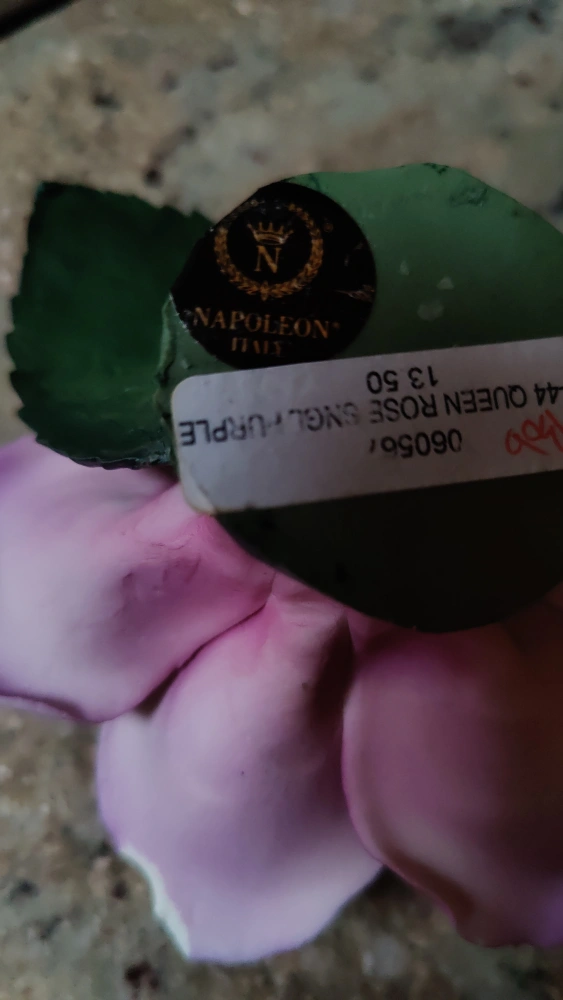 N
NAPOLEON®
ITALY
44 QUEEN ROSE SNGL PURPLE
13 50